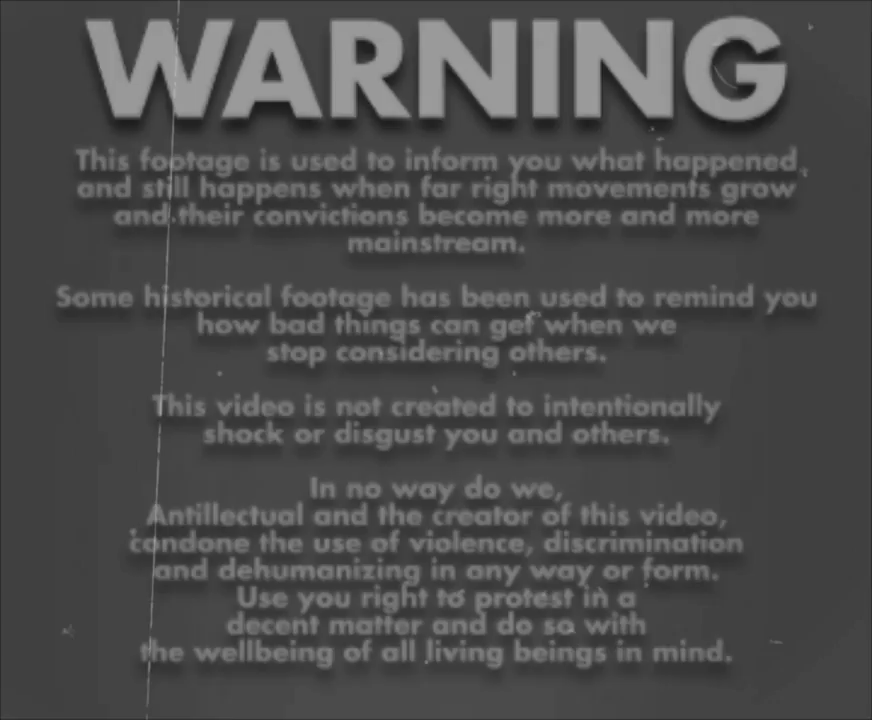 WARNING
This footage is used to inform you what happened,
and still happens when far right movements grow
and their convictions become more and more
mainstream.
Some historical footage has been used to remind you
how bad things can get when we
stop considering others.
This video is not created to intentionally
shock or disgust you and others.
In no way do we,
Antillectual and the creator of this video,
condone the use of violence, discrimination
and dehumanizing in any way or form.
Use you right to protest in a
decent matter and do so with
the wellbeing of all living beings in mind.